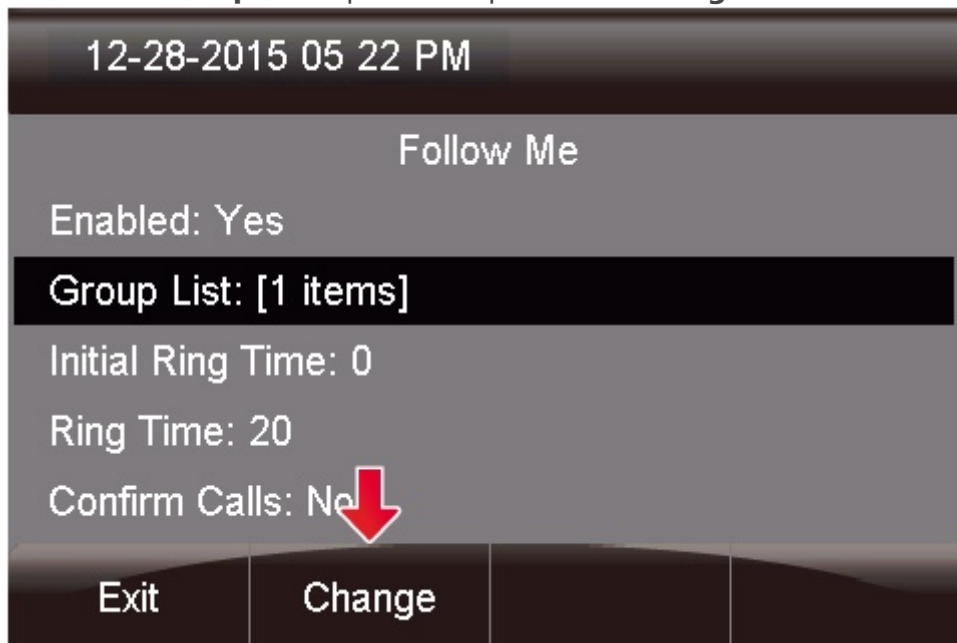 12-28-2015 05 22 PM
Follow Me
Enabled: Yes
Group List: [1 items]
Initial Ring Time: 0
Ring Time: 20
Confirm Calls: No
Exit Change